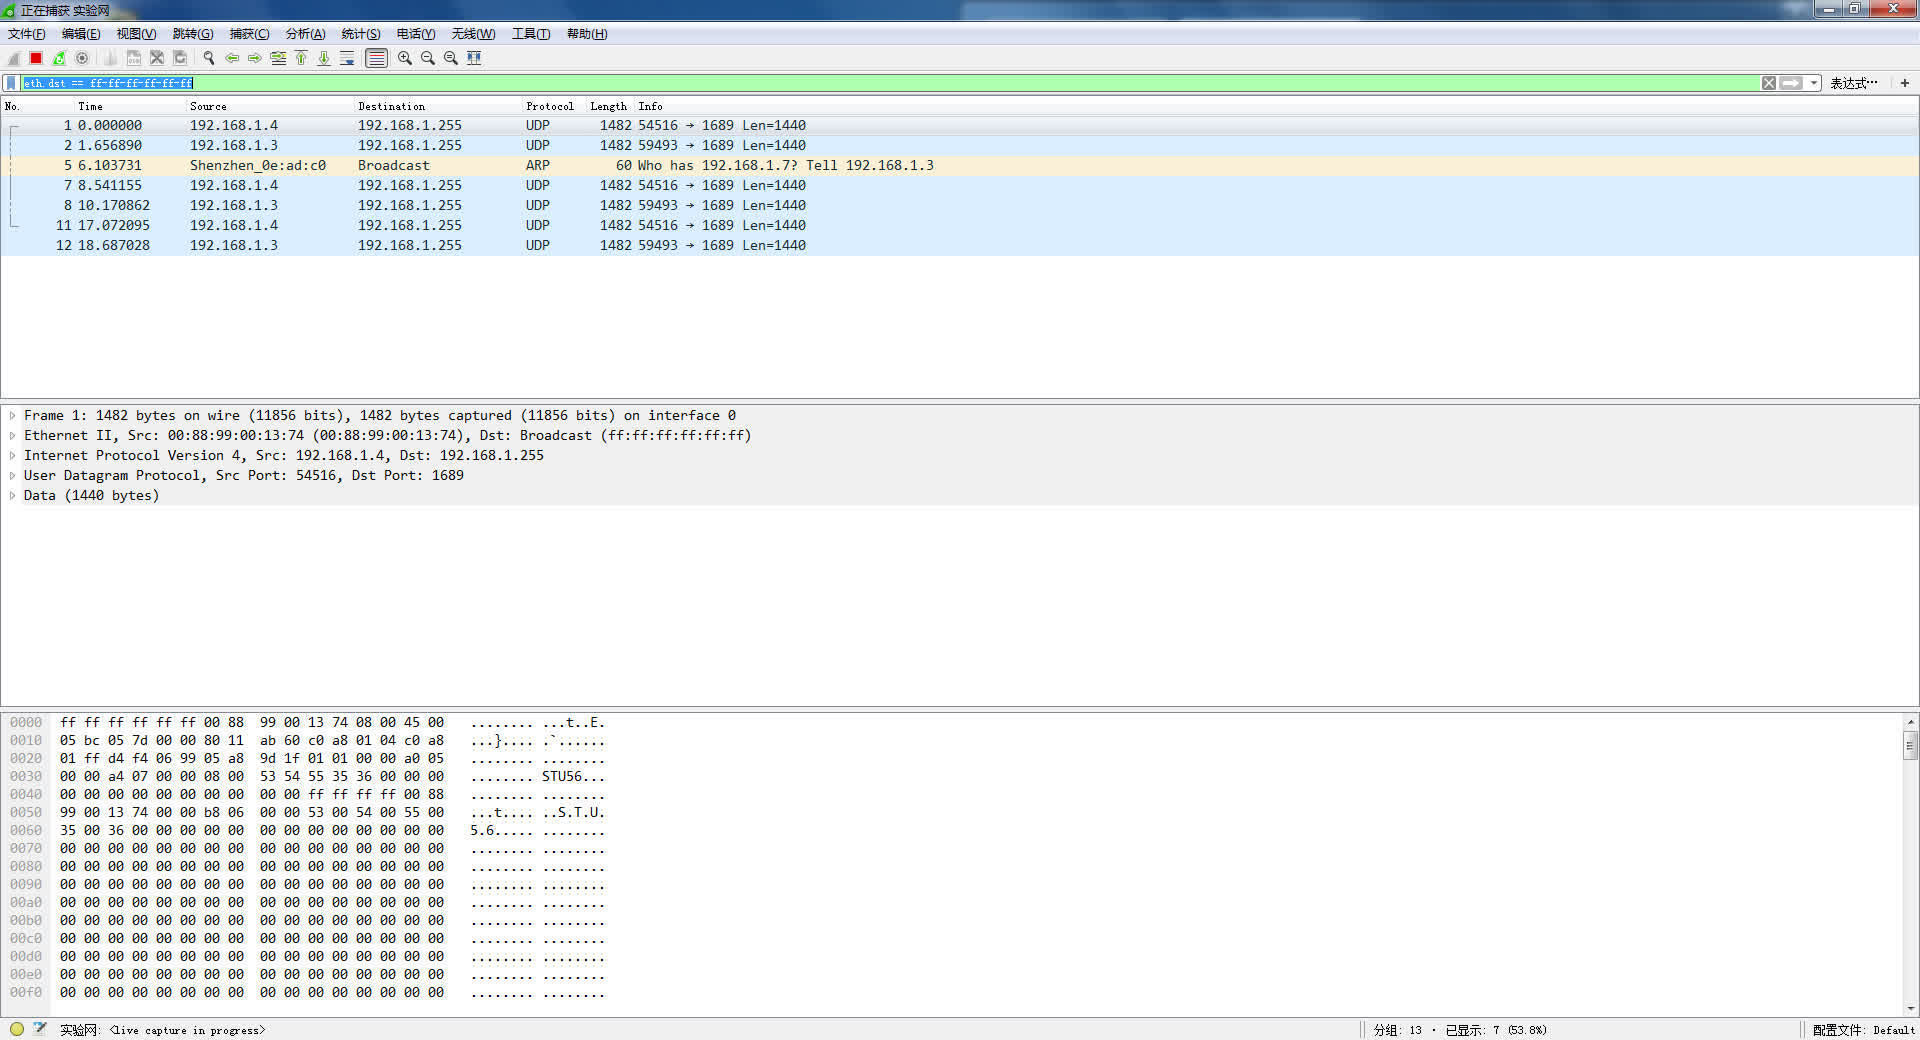 正在捕获 实验网
文件(F) 编辑(E) 视图(V) 跳转(G) 捕获(C) 分析(A) 统计(S) 电话(Y) 无线(W) 工具(T) 帮助(H)
eth.dst == ff-ff-ff-ff-ff-ff 表达式… +
No. Time Source Destination Protocol Length Info
1 0.000000 192.168.1.4 192.168.1.255 UDP 1482 54516 → 1689 Len=1440
2 1.656890 192.168.1.3 192.168.1.255 UDP 1482 59493 → 1689 Len=1440
5 6.103731 Shenzhen_0e:ad:c0 Broadcast ARP 60 Who has 192.168.1.7? Tell 192.168.1.3
7 8.541155 192.168.1.4 192.168.1.255 UDP 1482 54516 → 1689 Len=1440
8 10.170862 192.168.1.3 192.168.1.255 UDP 1482 59493 → 1689 Len=1440
11 17.072095 192.168.1.4 192.168.1.255 UDP 1482 54516 → 1689 Len=1440
12 18.687028 192.168.1.3 192.168.1.255 UDP 1482 59493 → 1689 Len=1440
Frame 1: 1482 bytes on wire (11856 bits), 1482 bytes captured (11856 bits) on interface 0
Ethernet II, Src: 00:88:99:00:13:74 (00:88:99:00:13:74), Dst: Broadcast (ff:ff:ff:ff:ff:ff)
Internet Protocol Version 4, Src: 192.168.1.4, Dst: 192.168.1.255
User Datagram Protocol, Src Port: 54516, Dst Port: 1689
Data (1440 bytes)
0000 ff ff ff ff ff ff 00 88 99 00 13 74 08 00 45 00 ........ ...t..E.
0010 05 bc 05 7d 00 00 80 11 ab 60 c0 a8 01 04 c0 a8 ...}.... .`......
0020 01 ff d4 f4 06 99 05 a8 9d 1f 01 01 00 00 a0 05 ........ ........
0030 00 00 a4 07 00 00 08 00 53 54 55 35 36 00 00 00 ........ STU56...
0040 00 00 00 00 00 00 00 00 00 00 ff ff ff ff 00 88 ........ ........
0050 99 00 13 74 00 00 b8 06 00 00 53 00 54 00 55 00 ...t.... ..S.T.U.
0060 35 00 36 00 00 00 00 00 00 00 00 00 00 00 00 00 5.6..... ........
0070 00 00 00 00 00 00 00 00 00 00 00 00 00 00 00 00 ........ ........
0080 00 00 00 00 00 00 00 00 00 00 00 00 00 00 00 00 ........ ........
0090 00 00 00 00 00 00 00 00 00 00 00 00 00 00 00 00 ........ ........
00a0 00 00 00 00 00 00 00 00 00 00 00 00 00 00 00 00 ........ ........
00b0 00 00 00 00 00 00 00 00 00 00 00 00 00 00 00 00 ........ ........
00c0 00 00 00 00 00 00 00 00 00 00 00 00 00 00 00 00 ........ ........
00d0 00 00 00 00 00 00 00 00 00 00 00 00 00 00 00 00 ........ ........
00e0 00 00 00 00 00 00 00 00 00 00 00 00 00 00 00 00 ........ ........
00f0 00 00 00 00 00 00 00 00 00 00 00 00 00 00 00 00 ........ ........
实验网: <live capture in progress> 分组: 13 · 已显示: 7 (53.8%) 配置文件: Default